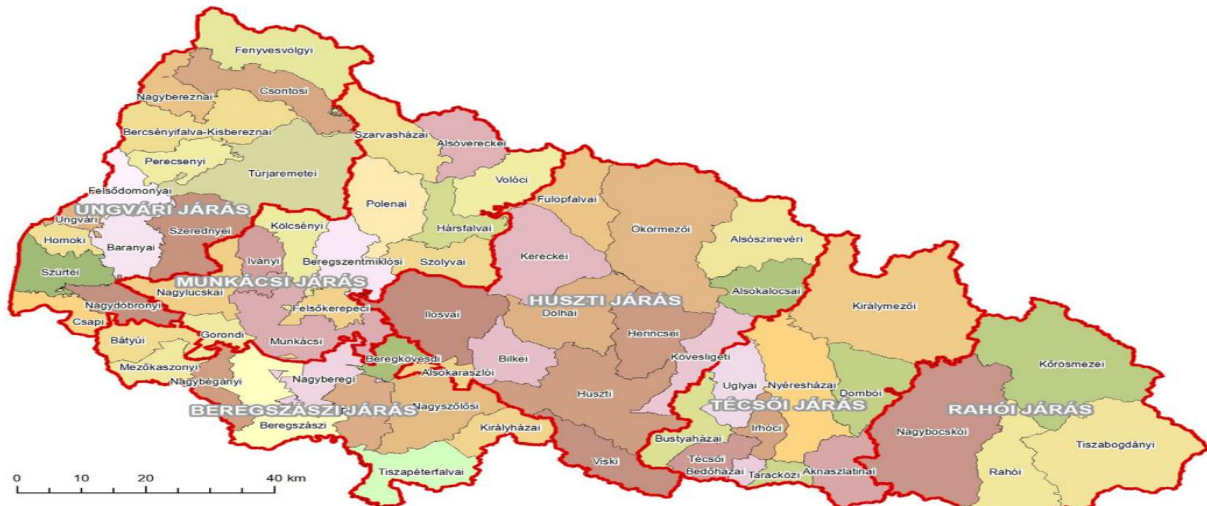 Fenyvesvölgyi
Csontosi
Nagybereznai
Bercsényifalva-Kisbereznai
Szarvasházai
Alsóvereckei
Perecsenyi
Turjaremetei
Volóci
Felsődomonyai
Polenai
Fülöpfalvai
UNGVÁRI JÁRÁS
Ungvári
Szerednyei
Kölcsényi
Hársfalvai
Okörmezői
Homoki
Baranyai
Iványi
Beregszentmiklósi
Szolyvai
Kereckei
Alsószinevéri
Szürtei
MUNKÁCSI JÁRÁS
Nagylucskai
Alsókalocsai
Nagydobronyi
Felsőkerepeci
Ilosvai
HUSZTI JÁRÁS
Dolhai
Királymezői
Csapi
Gorondi
Munkácsi
Herincsei
Bátyúi
Beregkövesdi
Bilkei
Kövesligeti
Kőrösmezei
Mezőkaszonyi
Alsókaraszlói
Nagybégányi
Nagyberegi
Uglyai
Nyéresházai
Dombói
BEREGSZÁSZI JÁRÁS
Nagyszőlősi
Huszti
TÉCSŐI JÁRÁS
RAHÓI JÁRÁS
Beregszászi
Királyházai
Irhóci
Nagybocskói
Bustyaházai
Tiszabogdányi
Viski
Técsői
Tiszapéterfalvai
Bedőházai
Taracközi
Aknaszlatinai
Rahói
0 10 20 40 km